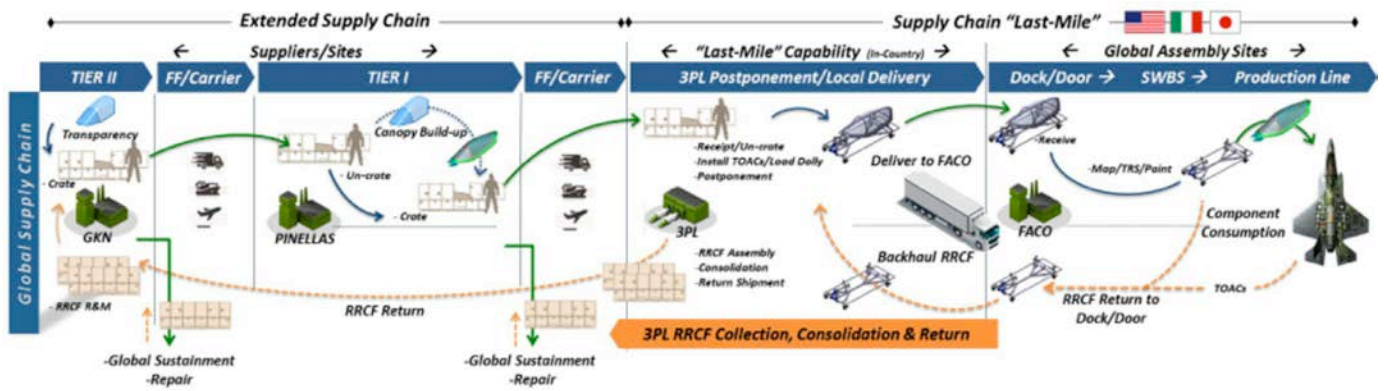 Extended Supply Chain
Supply Chain "Last-Mile"
Suppliers/Sites
"Last-Mile" Capability (In-Country)
Global Assembly Sites
TIER II
FF/Carrier
TIER I
FF/Carrier
3PL Postponement/Local Delivery
Dock/Door
SWBS
Production Line
Global Supply Chain
Transparency
- Crate
GKN
- RRCF R&M
-Global Sustainment
-Repair
Canopy Build-up
- Un-crate
- Crate
PINELLAS
RRCF Return
-Global Sustainment
-Repair
-Receipt/Un-crate
-Install TOACs/Load Dolly
-Postponement
3PL
-RRCF Assembly
-Consolidation
-Return Shipment
Deliver to FACO
Backhaul RRCF
3PL RRCF Collection, Consolidation & Return
-Receive
-Map/TRS/Paint
FACO
Component
Consumption
TOACs
RRCF Return to
Dock/Door